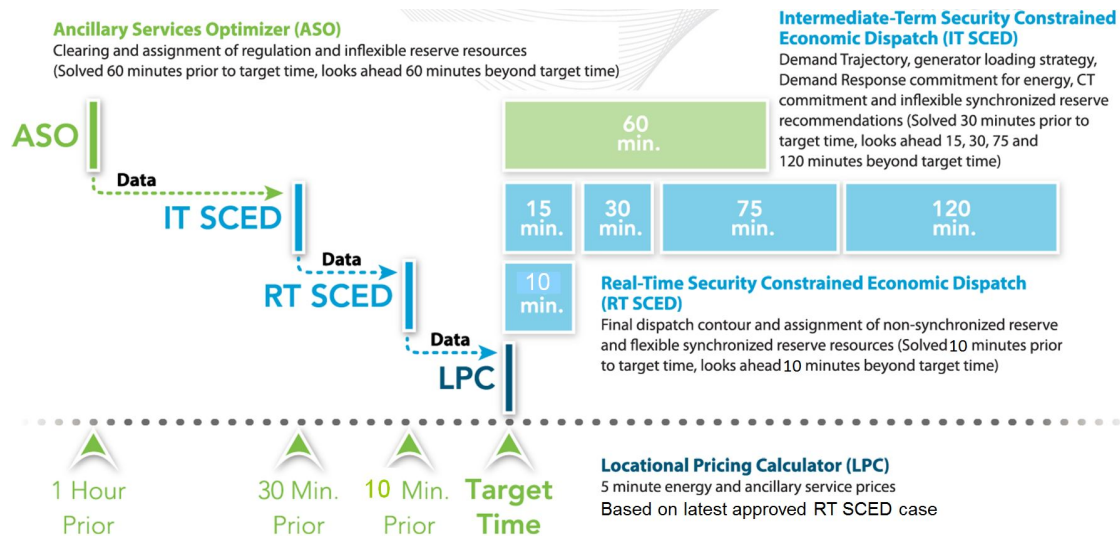 Ancillary Services Optimizer (ASO)
Clearing and assignment of regulation and inflexible reserve resources
(Solved 60 minutes prior to target time, looks ahead 60 minutes beyond target time)
Intermediate-Term Security Constrained
Economic Dispatch (IT SCED)
Demand Trajectory, generator loading strategy,
Demand Response commitment for energy, CT
commitment and inflexible synchronized reserve
recommendations (Solved 30 minutes prior to
target time, looks ahead 15, 30, 75 and
120 minutes beyond target time)
ASO
60
min.
Data
IT SCED
15
min.
30
min.
75
min.
120
min.
Data
RT SCED
10
min.
Real-Time Security Constrained Economic Dispatch
(RT SCED)
Final dispatch contour and assignment of non-synchronized reserve
and flexible synchronized reserve resources (Solved 10 minutes prior
to target time, looks ahead 10 minutes beyond target time)
Data
LPC
1 Hour
Prior
30 Min.
Prior
10 Min.
Prior
Target
Time
Locational Pricing Calculator (LPC)
5 minute energy and ancillary service prices
Based on latest approved RT SCED case